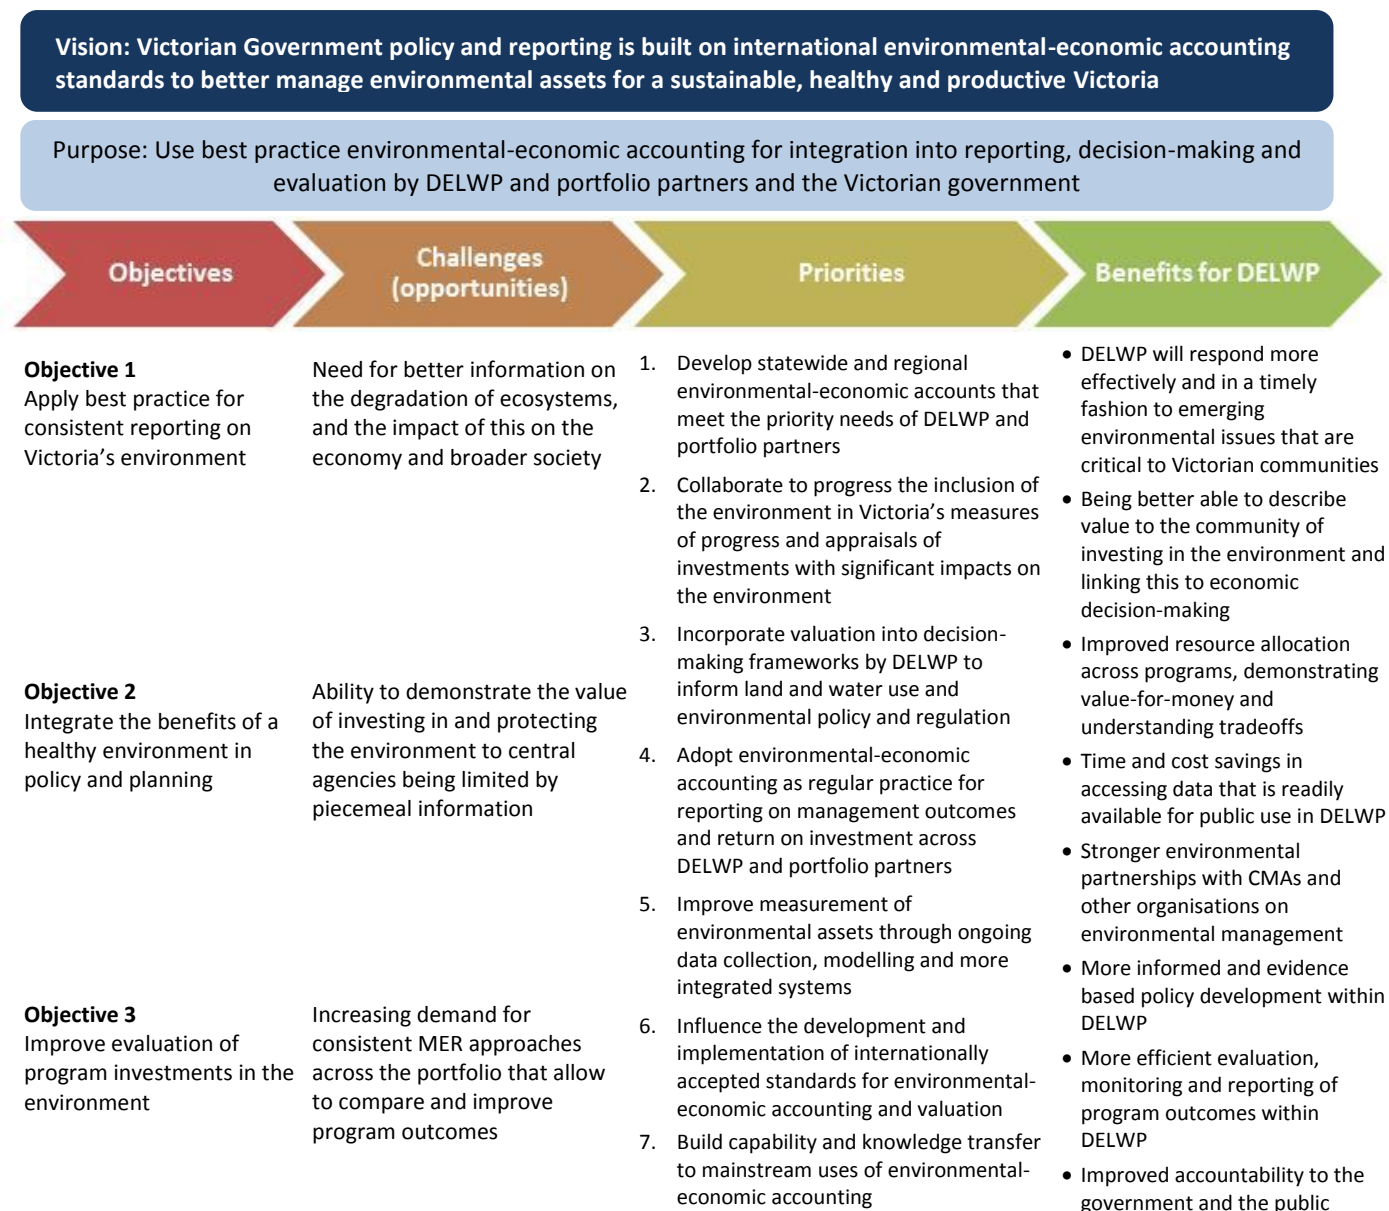 Vision: Victorian Government policy and reporting is built on international environmental-economic accounting
standards to better manage environmental assets for a sustainable, healthy and productive Victoria
Purpose: Use best practice environmental-economic accounting for integration into reporting, decision-making and
evaluation by DELWP and portfolio partners and the Victorian government
Objectives
Challenges
(opportunities)
Priorities
Benefits for DELWP
Objective 1
Apply best practice for
consistent reporting on
Victoria’s environment
Objective 2
Integrate the benefits of a
healthy environment in
policy and planning
Objective 3
Improve evaluation of
program investments in the
environment
Need for better information on
the degradation of ecosystems,
and the impact of this on the
economy and broader society
Ability to demonstrate the value
of investing in and protecting
the environment to central
agencies being limited by
piecemeal information
Increasing demand for
consistent MER approaches
across the portfolio that allow
to compare and improve
program outcomes
1. Develop statewide and regional
environmental-economic accounts that
meet the priority needs of DELWP and
portfolio partners
2. Collaborate to progress the inclusion of
the environment in Victoria’s measures
of progress and appraisals of
investments with significant impacts on
the environment
3. Incorporate valuation into decision-
making frameworks by DELWP to
inform land and water use and
environmental policy and regulation
4. Adopt environmental-economic
accounting as regular practice for
reporting on management outcomes
and return on investment across
DELWP and portfolio partners
5. Improve measurement of
environmental assets through ongoing
data collection, modelling and more
integrated systems
6. Influence the development and
implementation of internationally
accepted standards for environmental-
economic accounting and valuation
7. Build capability and knowledge transfer
to mainstream uses of environmental-
economic accounting
• DELWP will respond more
effectively and in a timely
fashion to emerging
environmental issues that are
critical to Victorian communities
• Being better able to describe
value to the community of
investing in the environment and
linking this to economic
decision-making
• Improved resource allocation
across programs, demonstrating
value-for-money and
understanding tradeoffs
• Time and cost savings in
accessing data that is readily
available for public use in DELWP
• Stronger environmental
partnerships with CMAs and
other organisations on
environmental management
• More informed and evidence
based policy development within
DELWP
• More efficient evaluation,
monitoring and reporting of
program outcomes within
DELWP
• Improved accountability to the
government and the public